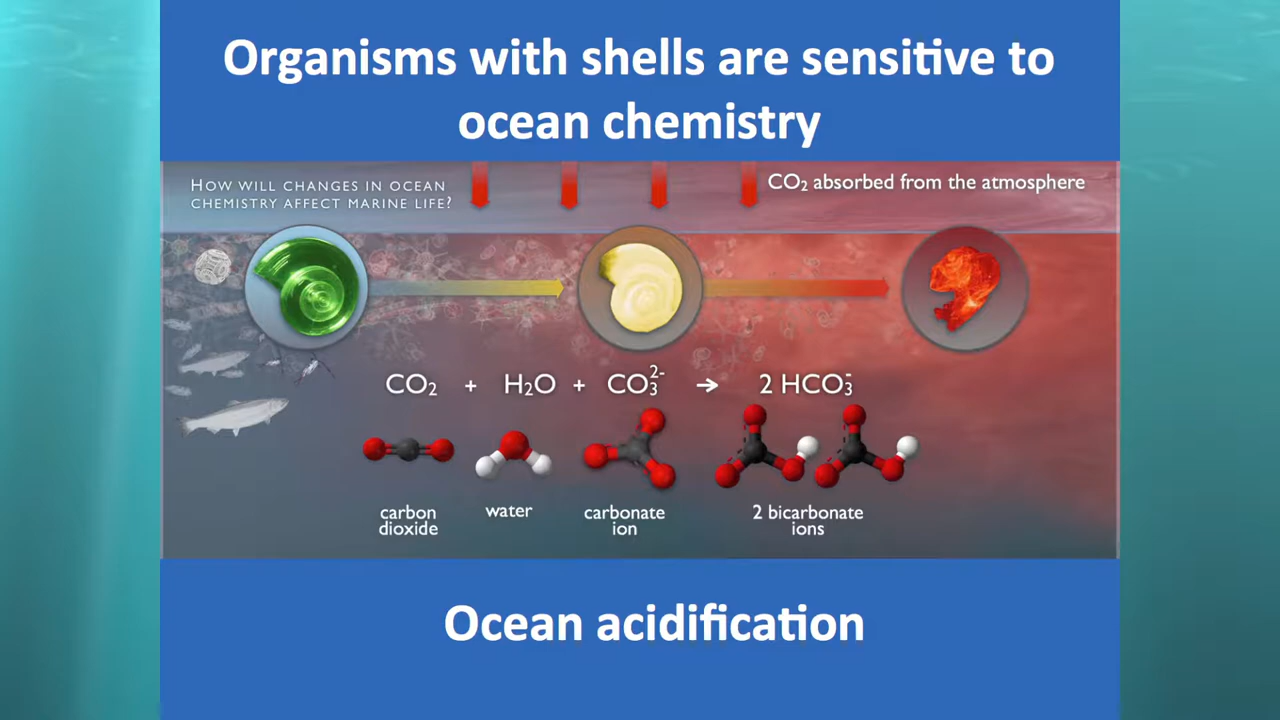 Organisms with shells are sensitive to
ocean chemistry
HOW WILL CHANGES IN OCEAN
CHEMISTRY AFFECT MARINE LIFE?
CO₂ absorbed from the atmosphere
CO₂ + H₂O + CO₃²⁻ → 2 HCO₃⁻
carbon
dioxide
water
carbonate
ion
2 bicarbonate
ions
Ocean acidification